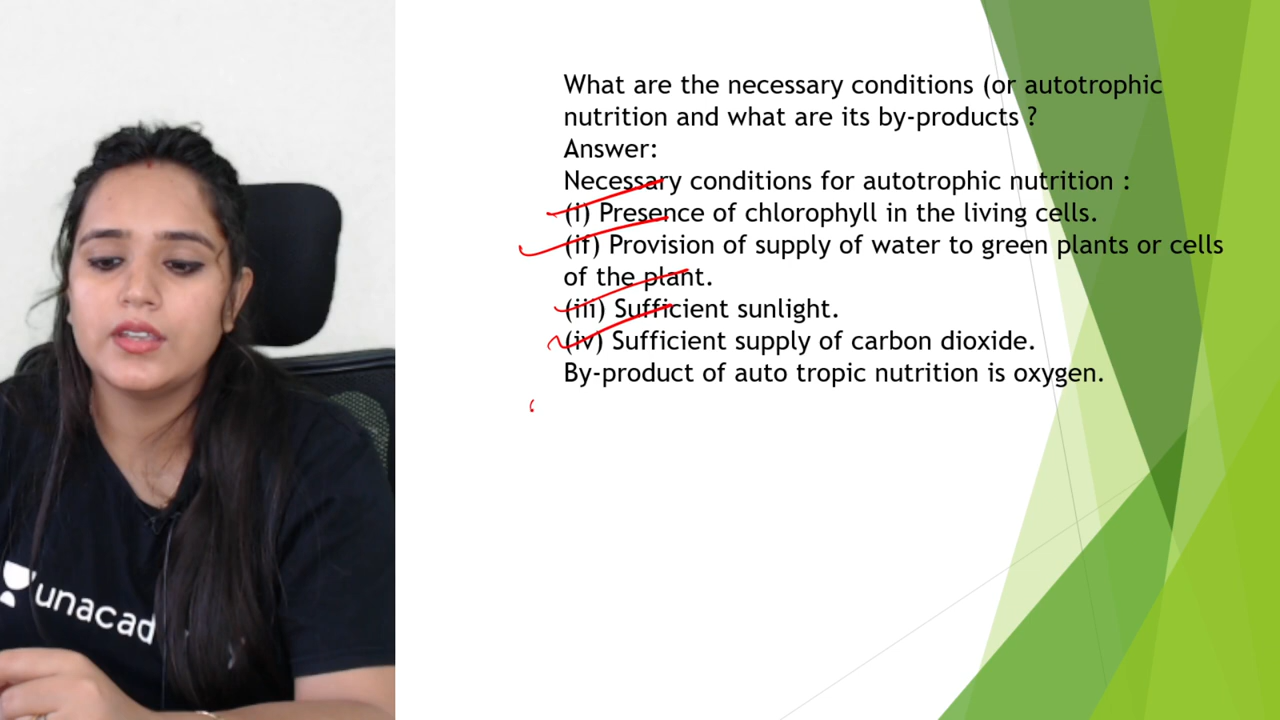 What are the necessary conditions (or autotrophic
nutrition and what are its by-products ?
Answer:
Necessary conditions for autotrophic nutrition :
(i) Presence of chlorophyll in the living cells.
(if) Provision of supply of water to green plants or cells
of the plant.
(iii) Sufficient sunlight.
(iv) Sufficient supply of carbon dioxide.
By-product of auto tropic nutrition is oxygen.
unacad